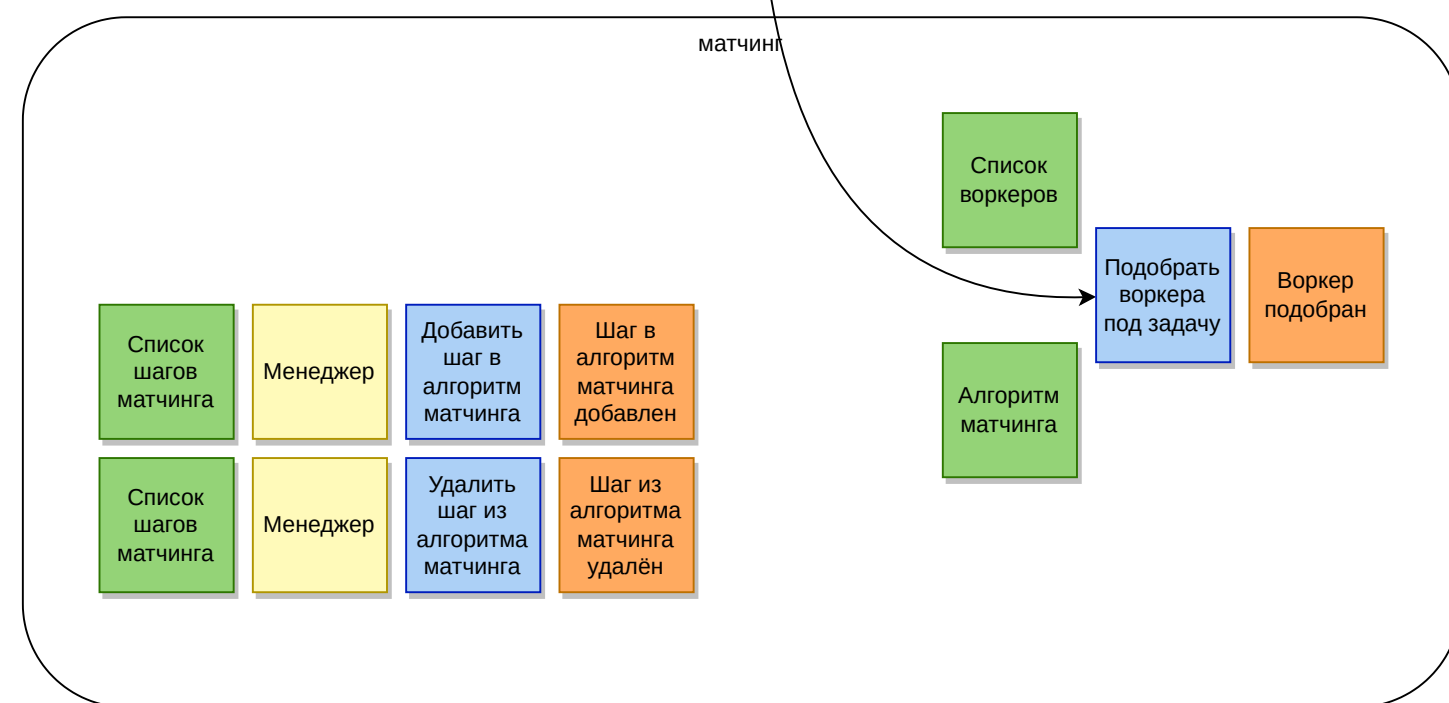 матчинг
Список
воркеров
Подобрать
воркера
под задачу
Воркер
подобран
Алгоритм
матчинга
Список
шагов
матчинга
Менеджер
Добавить
шаг в
алгоритм
матчинга
Шаг в
алгоритм
матчинга
добавлен
Список
шагов
матчинга
Менеджер
Удалить
шаг из
алгоритма
матчинга
Шаг из
алгоритма
матчинга
удалён